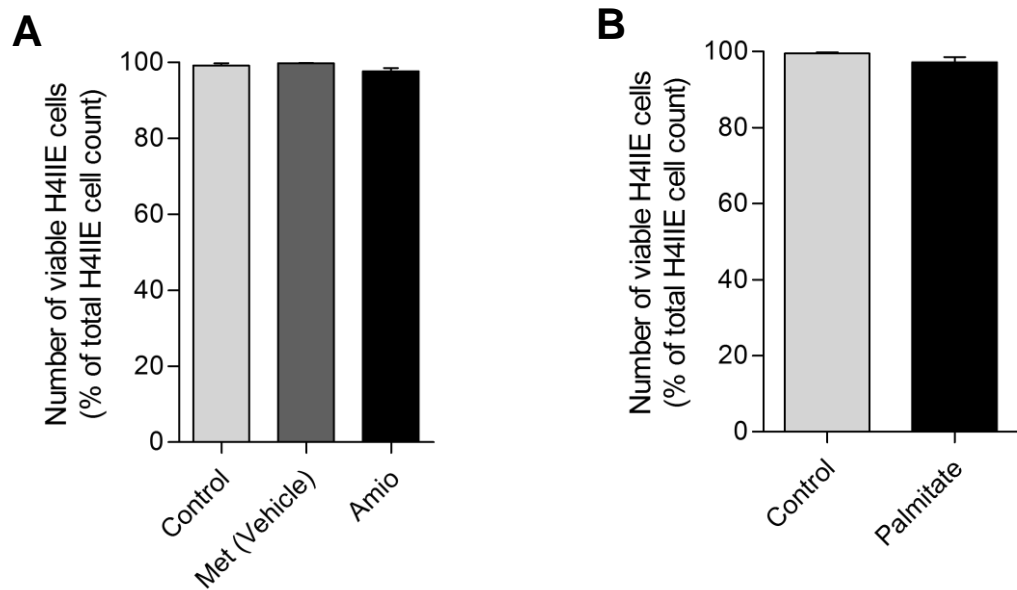 A
Number of viable H4IIE cells
(% of total H4IIE cell count)
100
80
60
40
20
0
Control
Met (Vehicle)
Amio
B
Number of viable H4IIE cells
(% of total H4IIE cell count)
100
80
60
40
20
0
Control
Palmitate